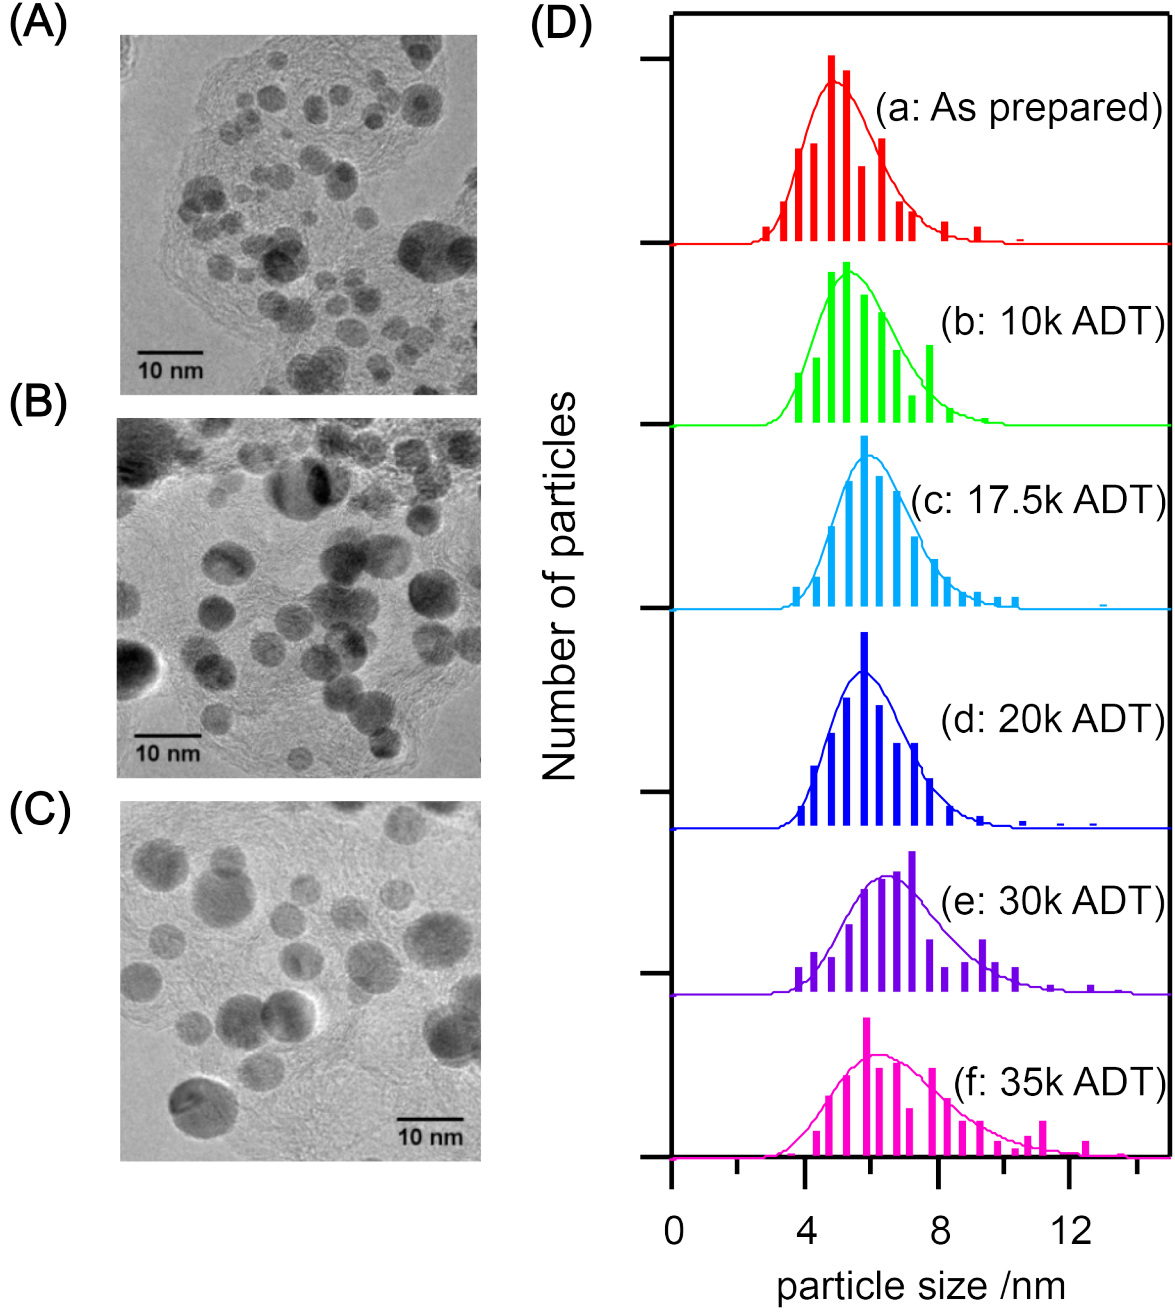 (A)
10 nm
(B)
10 nm
(C)
10 nm
(D)
Number of particles
(a: As prepared)
(b: 10k ADT)
(c: 17.5k ADT)
(d: 20k ADT)
(e: 30k ADT)
(f: 35k ADT)
0 4 8 12
particle size /nm